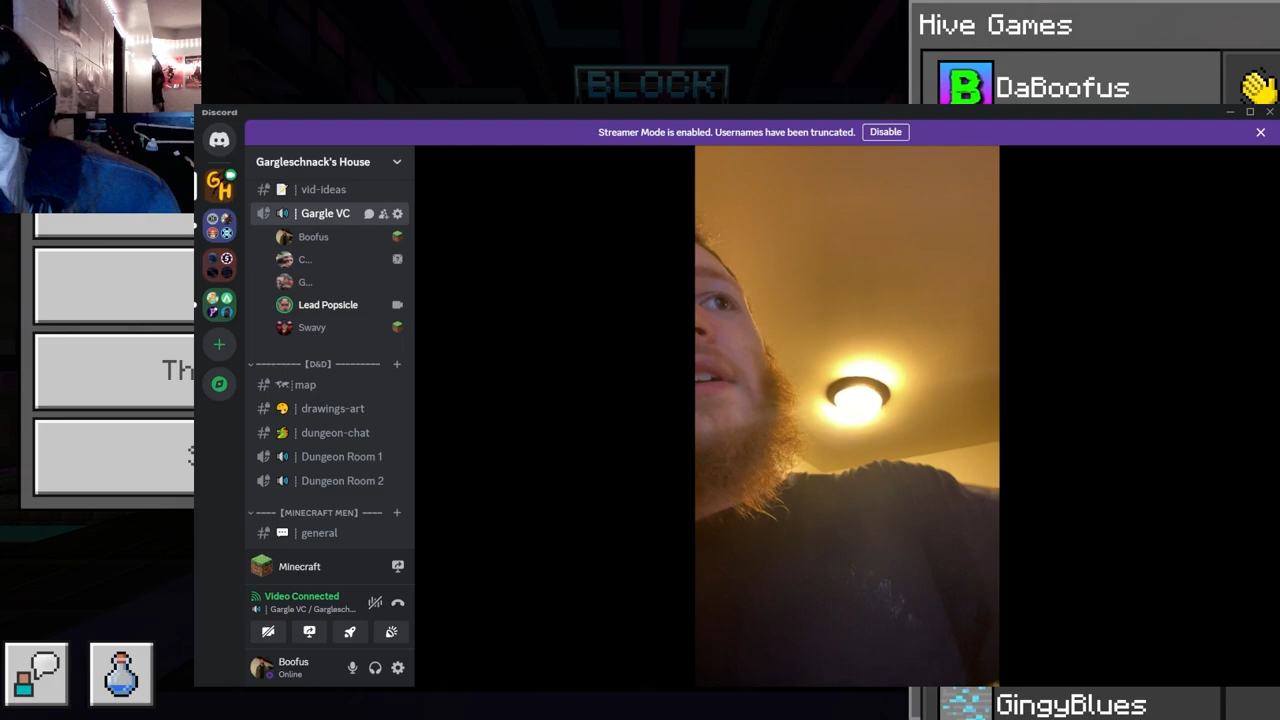 Hive Games
BLOCK
DaBoofus
Discord
Streamer Mode is enabled. Usernames have been truncated.
Disable
Gargleschnack's House
GH
| vid-ideas
| Gargle VC
Boofus
C...
G...
Lead Popsicle
Swavy
【D&D】
| map
| drawings-art
| dungeon-chat
| Dungeon Room 1
| Dungeon Room 2
【MINECRAFT MEN】
| general
Th
Minecraft
Video Connected
| Gargle VC / Garglesch...
Boofus
Online
GingyBlues